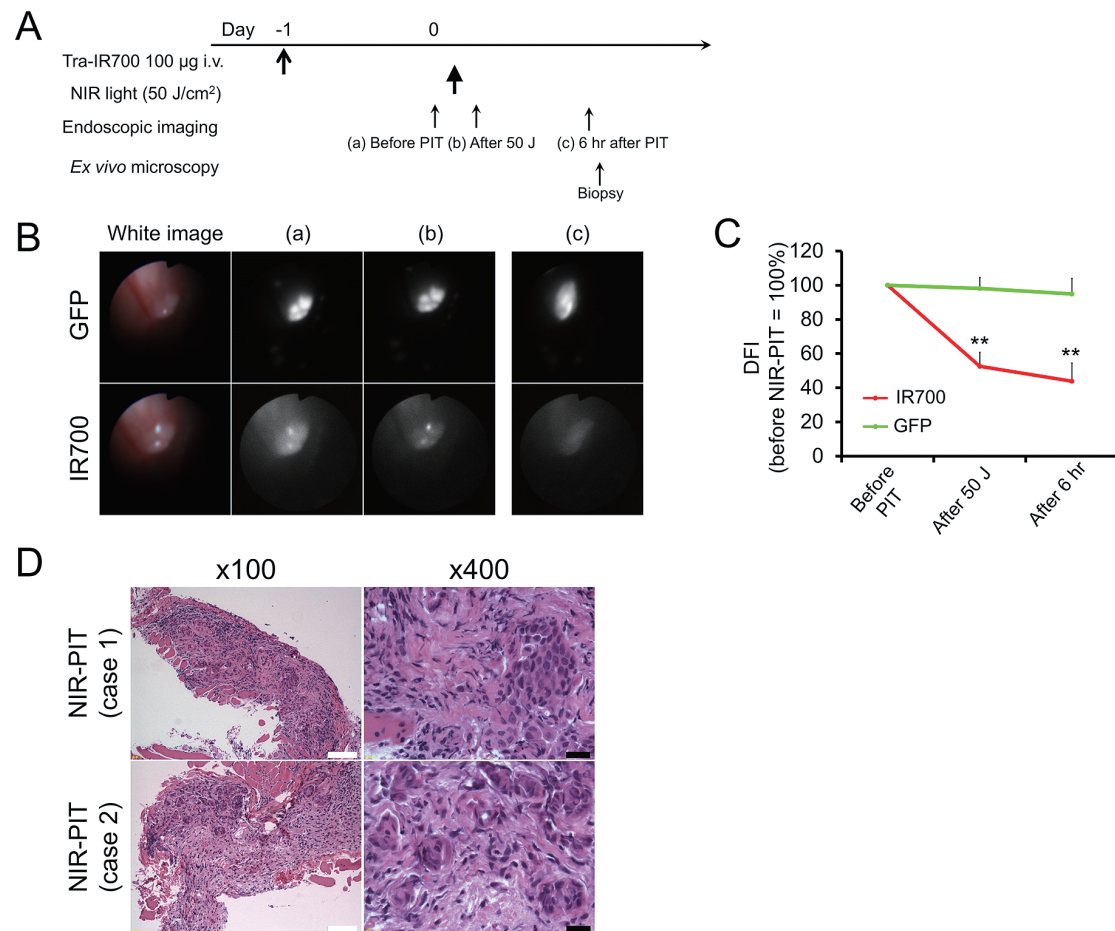 A
Day -1 0
Tra-IR700 100 µg i.v.
NIR light (50 J/cm²)
Endoscopic imaging
(a) Before PIT (b) After 50 J (c) 6 hr after PIT
Ex vivo microscopy
Biopsy
B
White image (a) (b) (c)
GFP
IR700
C
DFI
(before NIR-PIT = 100%)
120
100
80
60
40
20
0
**
**
IR700
GFP
Before
PIT
After 50 J
After 6 hr
D
x100 x400
NIR-PIT
(case 1)
NIR-PIT
(case 2)